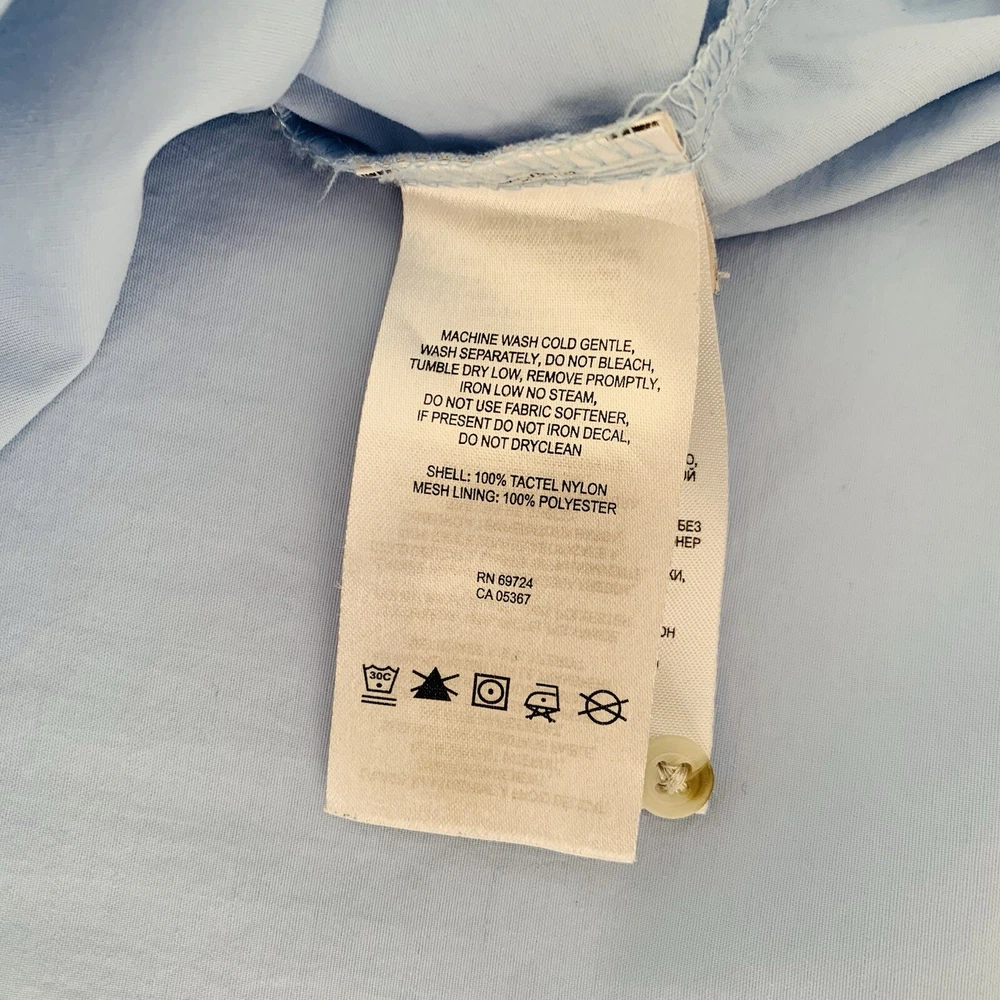 MACHINE WASH COLD GENTLE,
WASH SEPARATELY, DO NOT BLEACH,
TUMBLE DRY LOW, REMOVE PROMPTLY,
IRON LOW NO STEAM,
DO NOT USE FABRIC SOFTENER,
IF PRESENT DO NOT IRON DECAL,
DO NOT DRYCLEAN
SHELL: 100% TACTEL NYLON
MESH LINING: 100% POLYESTER
RN 69724
CA 05367
30C
БЕЗ